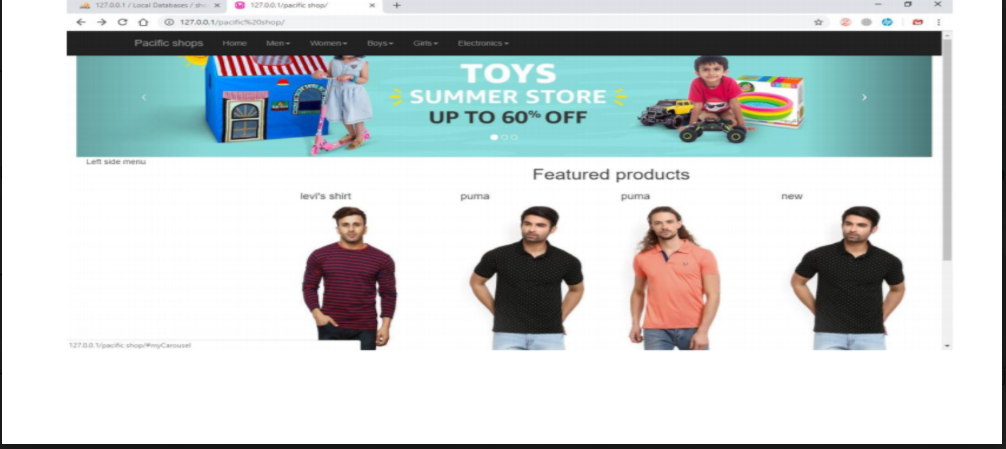 127.0.0.1 / Local Databases / sho
127.0.0.1/pacific shop/
127.0.0.1/pacific%20shop/
Pacific shops Home Men Women Boys Girls Electronics
TOYS
SUMMER STORE
UP TO 60% OFF
Left side menu
Featured products
levi's shirt puma puma new
127.0.0.1/pacific shop/#myCarousel